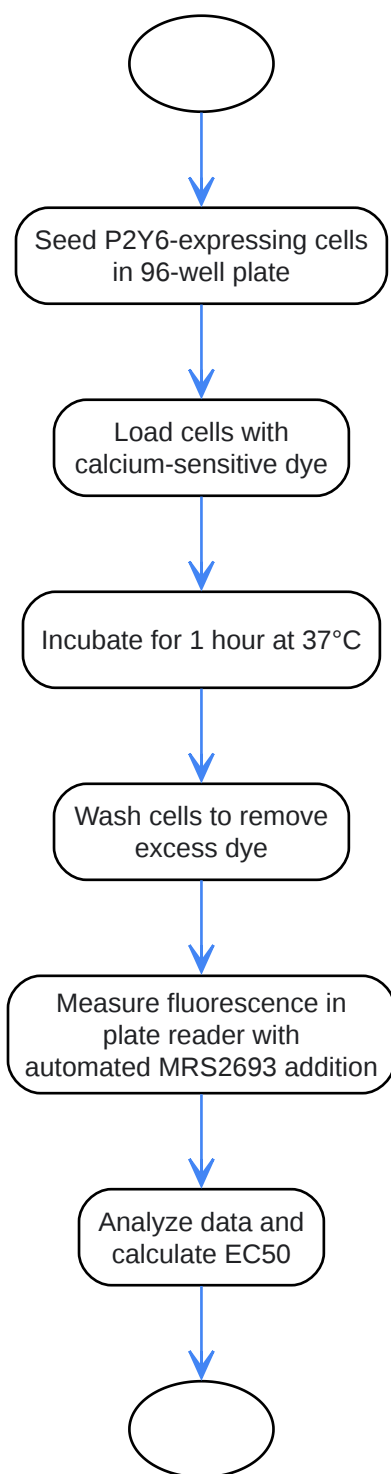 Seed P2Y6-expressing cells
in 96-well plate
Load cells with
calcium-sensitive dye
Incubate for 1 hour at 37°C
Wash cells to remove
excess dye
Measure fluorescence in
plate reader with
automated MRS2693 addition
Analyze data and
calculate EC50